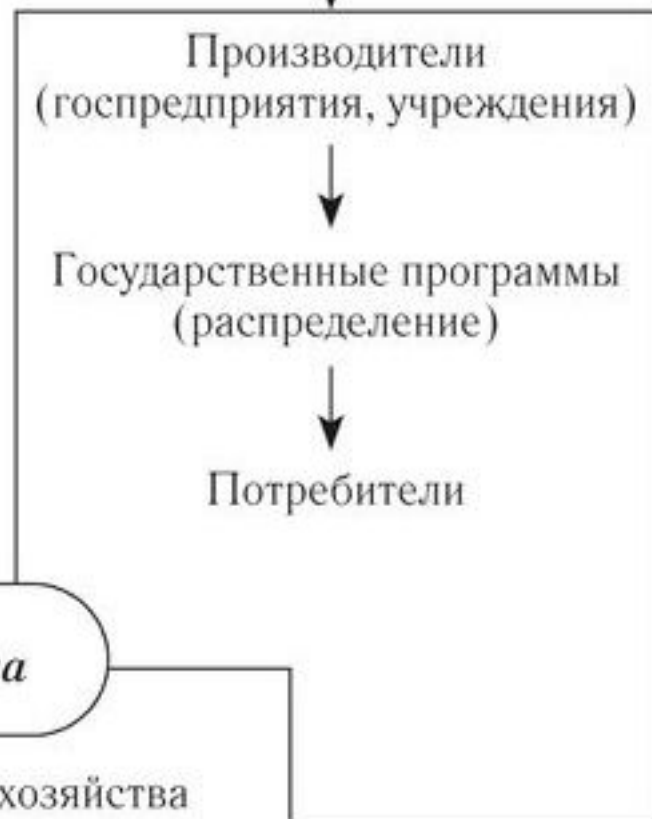 Производители
(госпредприятия, учреждения)
Государственные программы
(распределение)
Потребители
а
хозяйства